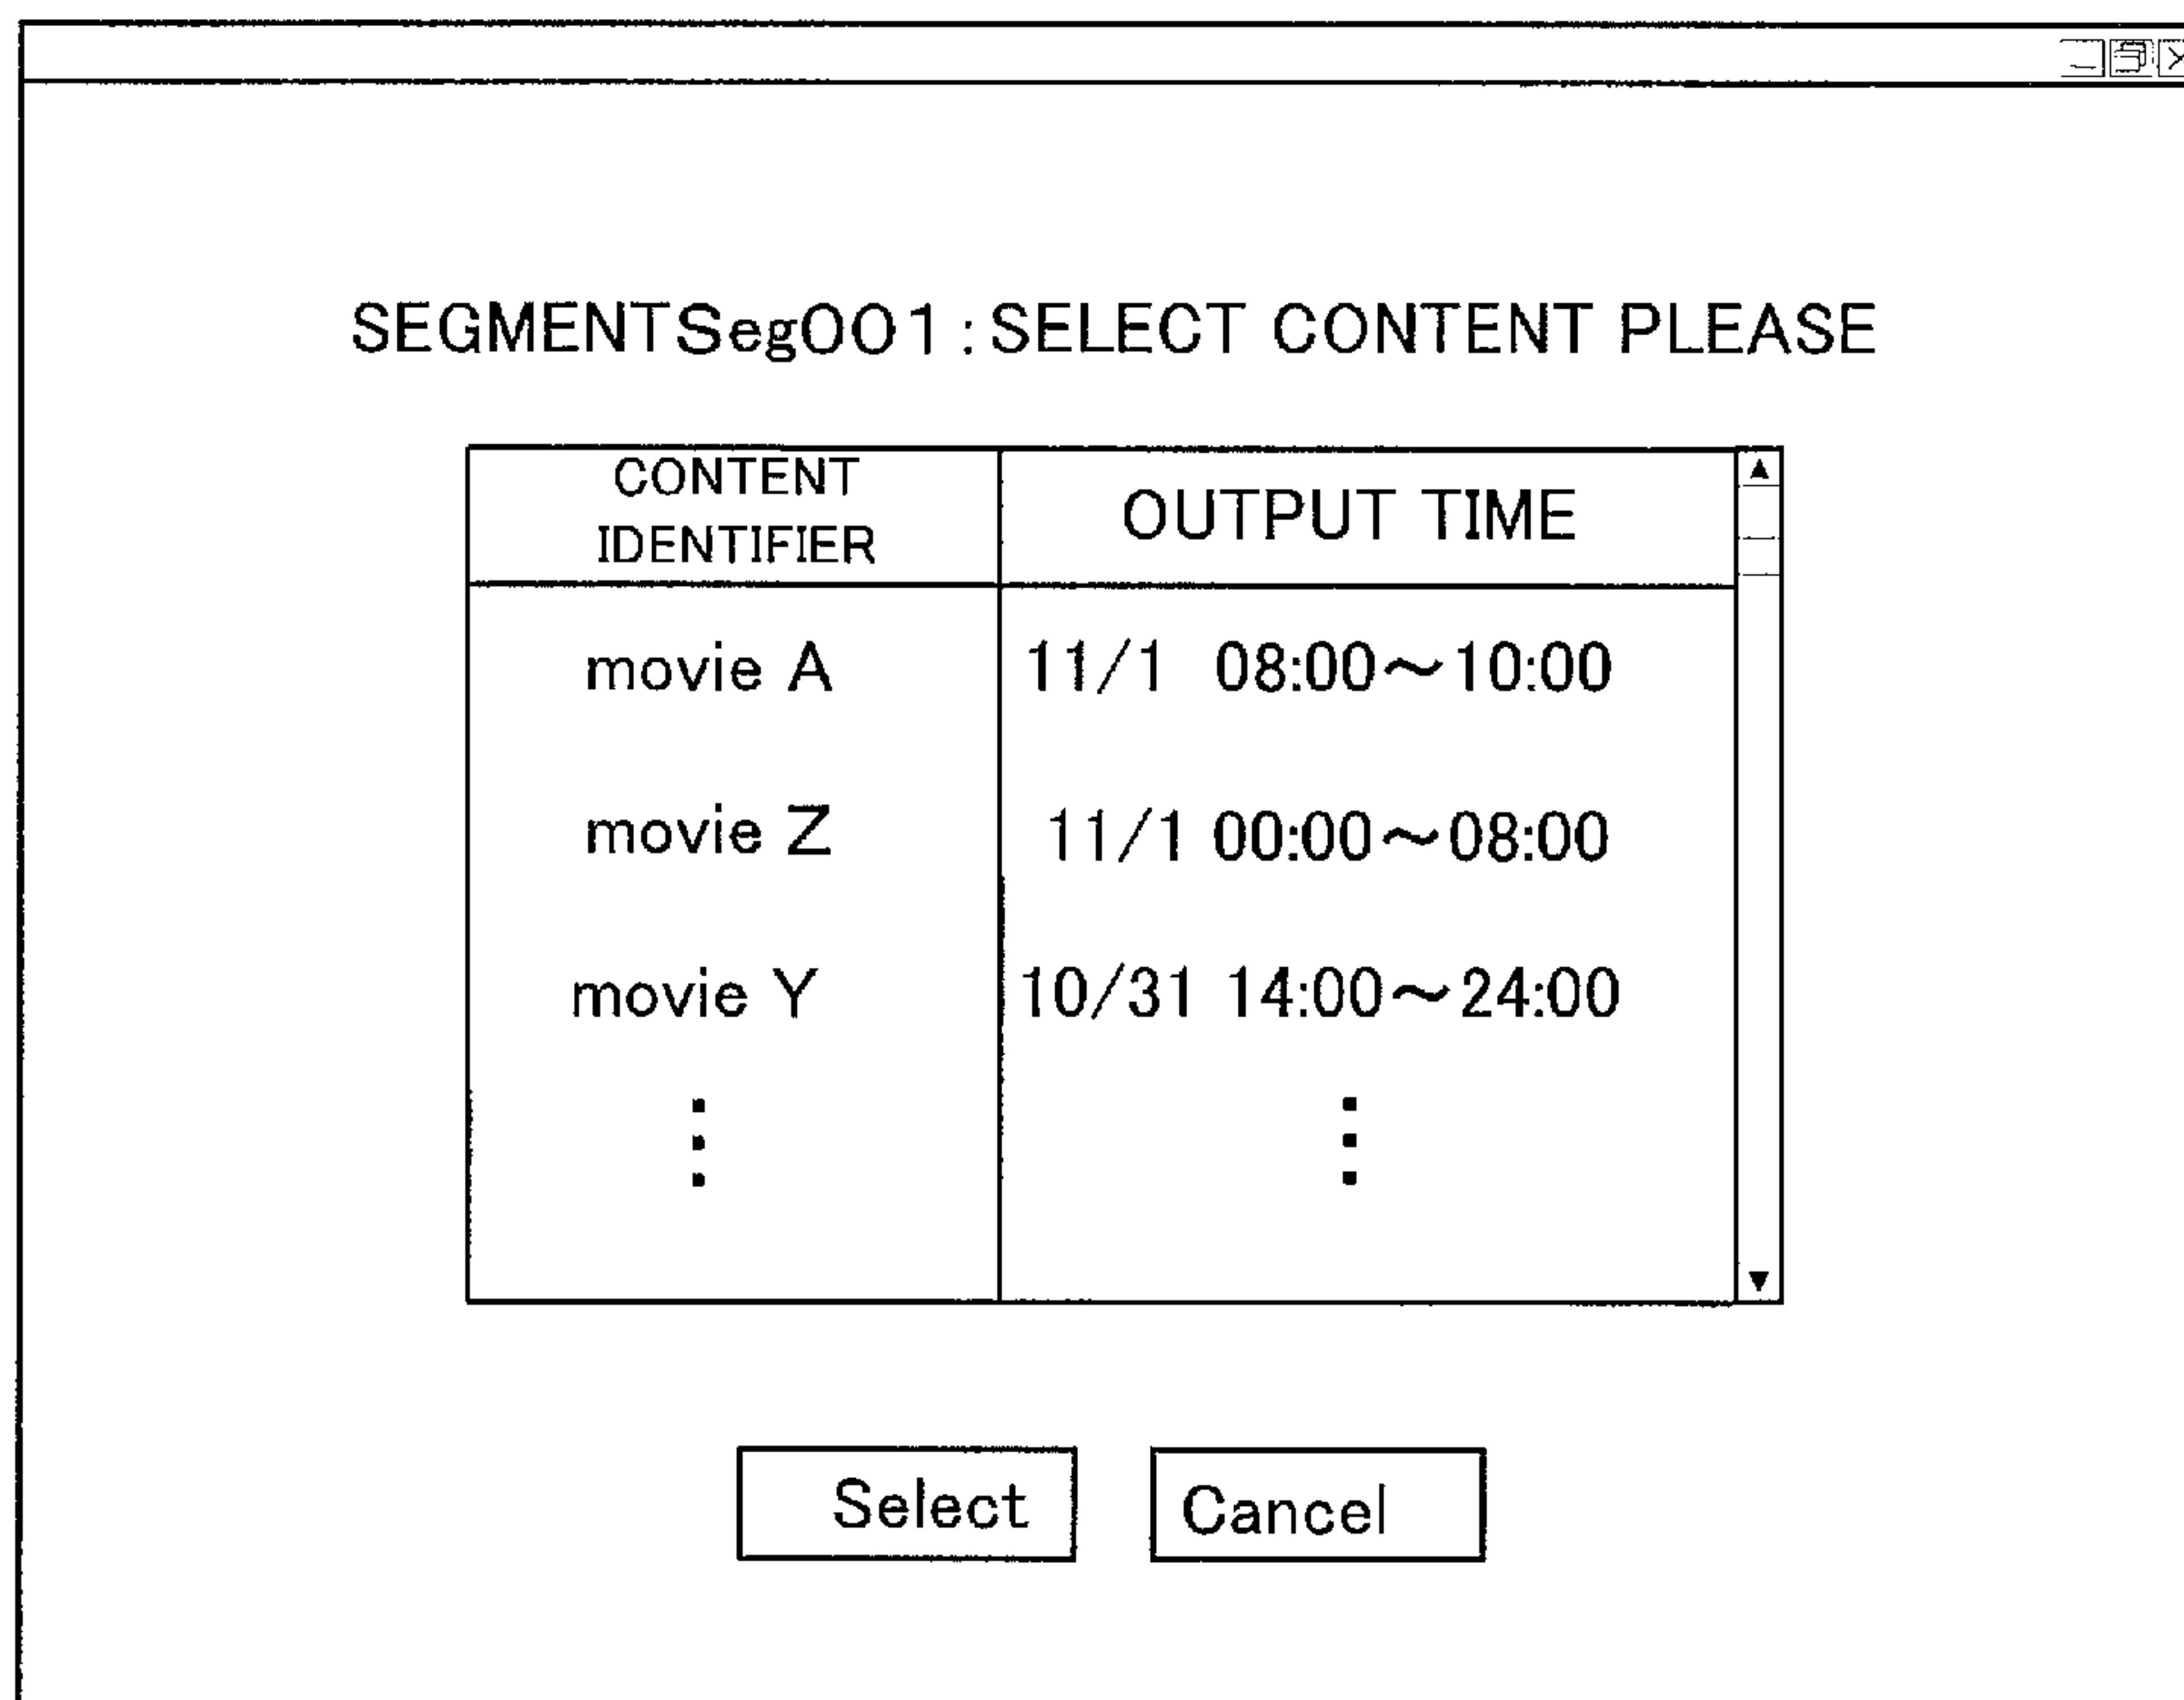 SEGMENTSeg001:SELECT CONTENT PLEASE
CONTENT
IDENTIFIER
OUTPUT TIME
movie A 11/1 08:00～10:00
movie Z 11/1 00:00～08:00
movie Y 10/31 14:00～24:00
Select Cancel